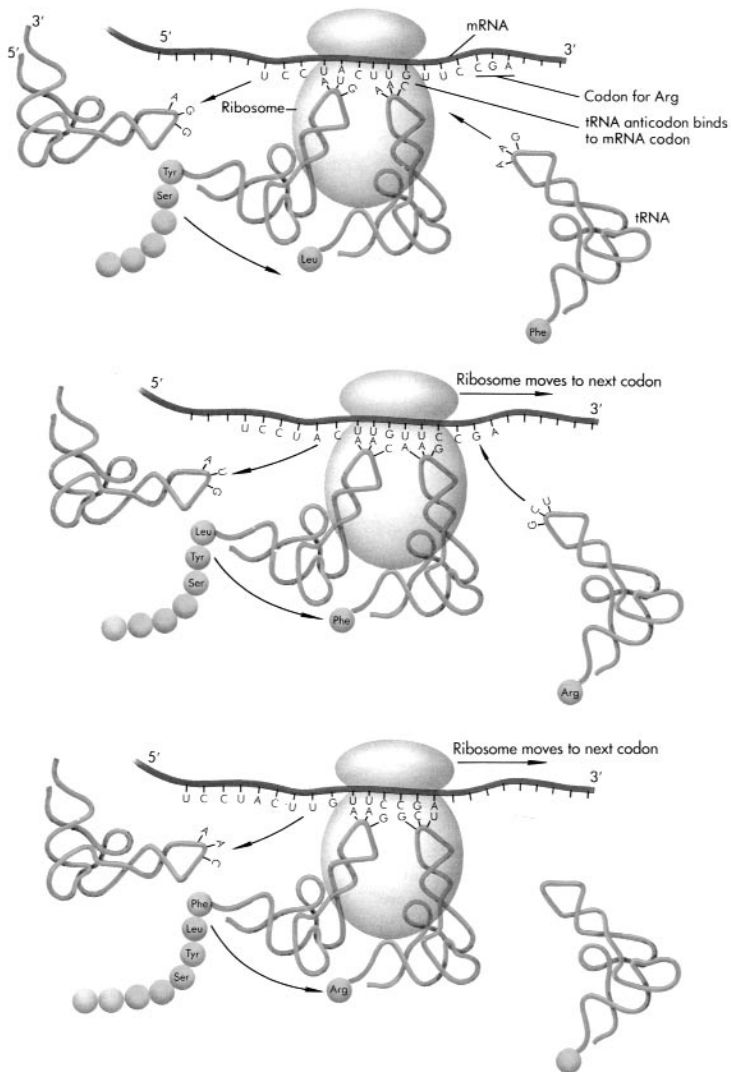 mRNA
3'
5'
5'
3'
U C C U A C U U G U U C C G A
A U G A A C
A G G
Codon for Arg
Ribosome
tRNA anticodon binds
to mRNA codon
G A A
Tyr
Ser
tRNA
Leu
Phe
5'
Ribosome moves to next codon
3'
U C C U A C U U G U U C C G A
A A C A A G
A U G
G C U
Leu
Tyr
Ser
Phe
Arg
5'
Ribosome moves to next codon
3'
U C C U A C U U G U U C C G A
A A G G C U
A A C
Phe
Leu
Tyr
Ser
Arg